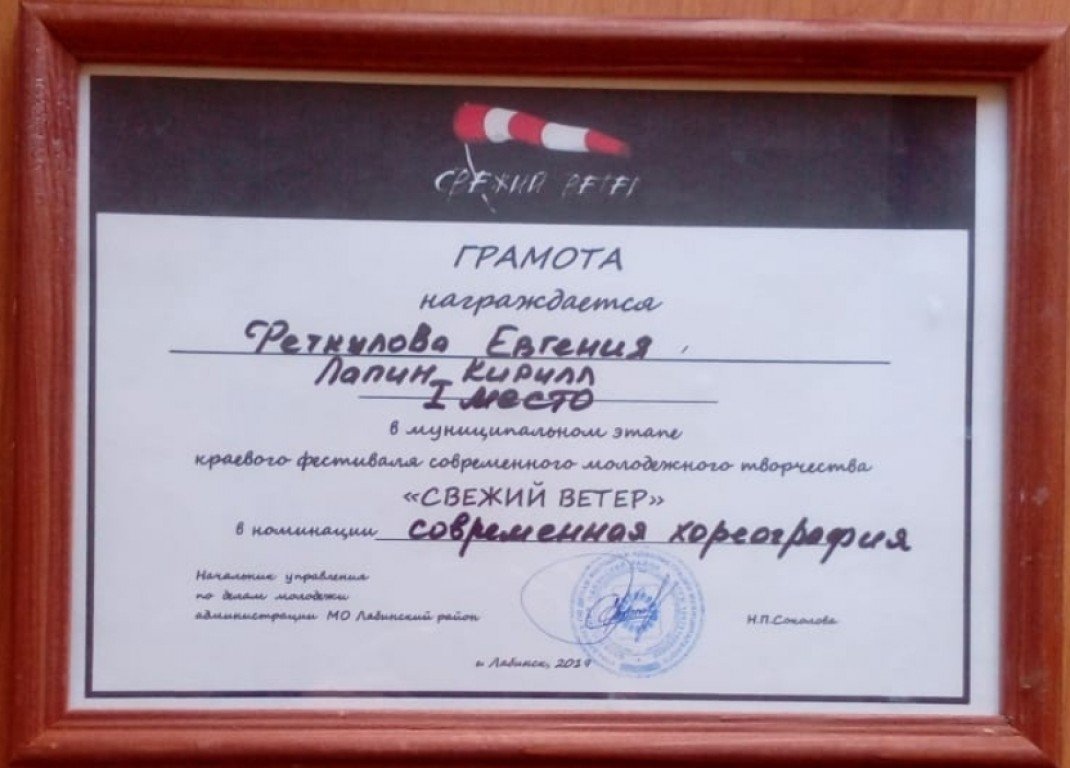 СВЕЖИЙ ВЕТЕР
ГРАМОТА
награждается
Реткулова Евгения
Лапин Кирилл
I место
в муниципальном этапе
краевого фестиваля современного молодежного творчества
«СВЕЖИЙ ВЕТЕР»
в номинации современная хореография
Начальник управления
по делам молодежи
администрации МО Лабинский район
Н.П.Соколова
г. Лабинск, 2019